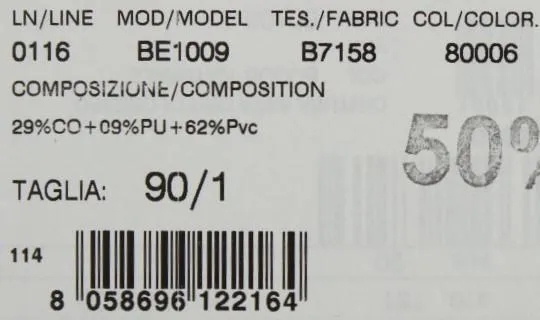 LN/LINE MOD/MODEL TES./FABRIC COL/COLOR.
0116 BE1009 B7158 80006
COMPOSIZIONE/COMPOSITION
29%CO+09%PU+62%Pvc
50%
TAGLIA: 90/1
114
8 058696 122164